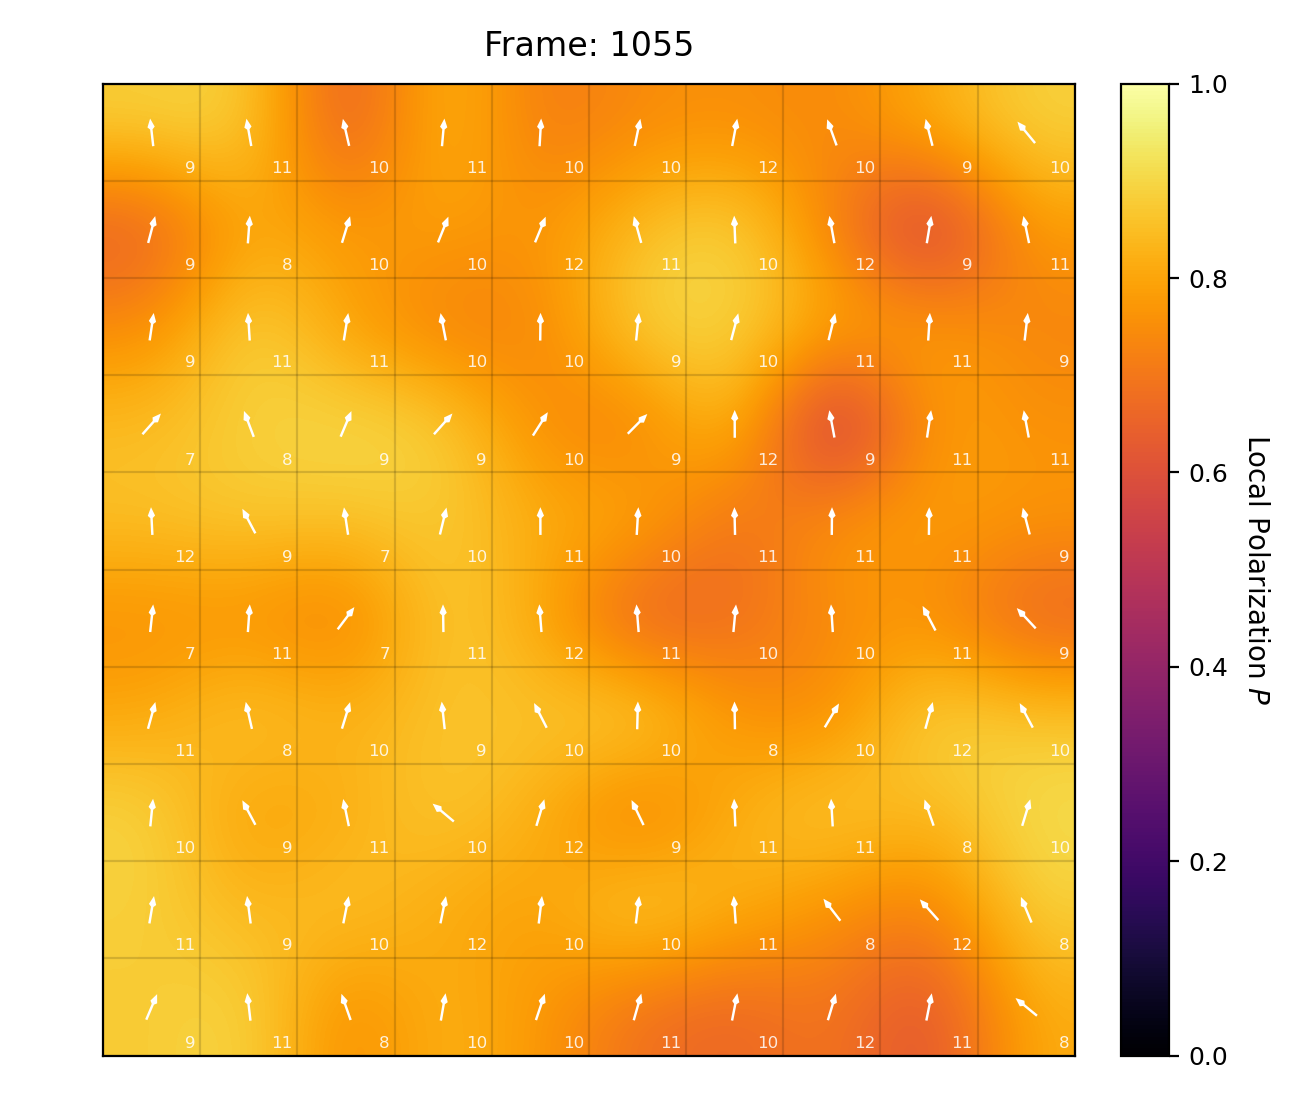 Frame: 1055
9 11 10 11 10 10 12 10 9 10
9 8 10 10 12 11 10 12 9 11
9 11 11 10 10 9 10 11 11 9
7 8 9 9 10 9 12 9 11 11
12 9 7 10 11 10 11 11 11 9
7 11 7 11 12 11 10 10 11 9
11 8 10 9 10 10 8 10 12 10
10 9 11 10 12 9 11 11 8 10
11 9 10 12 10 10 11 8 12 8
9 11 8 10 10 11 10 12 11 8
1.0
0.8
0.6
0.4
0.2
0.0
Local Polarization P